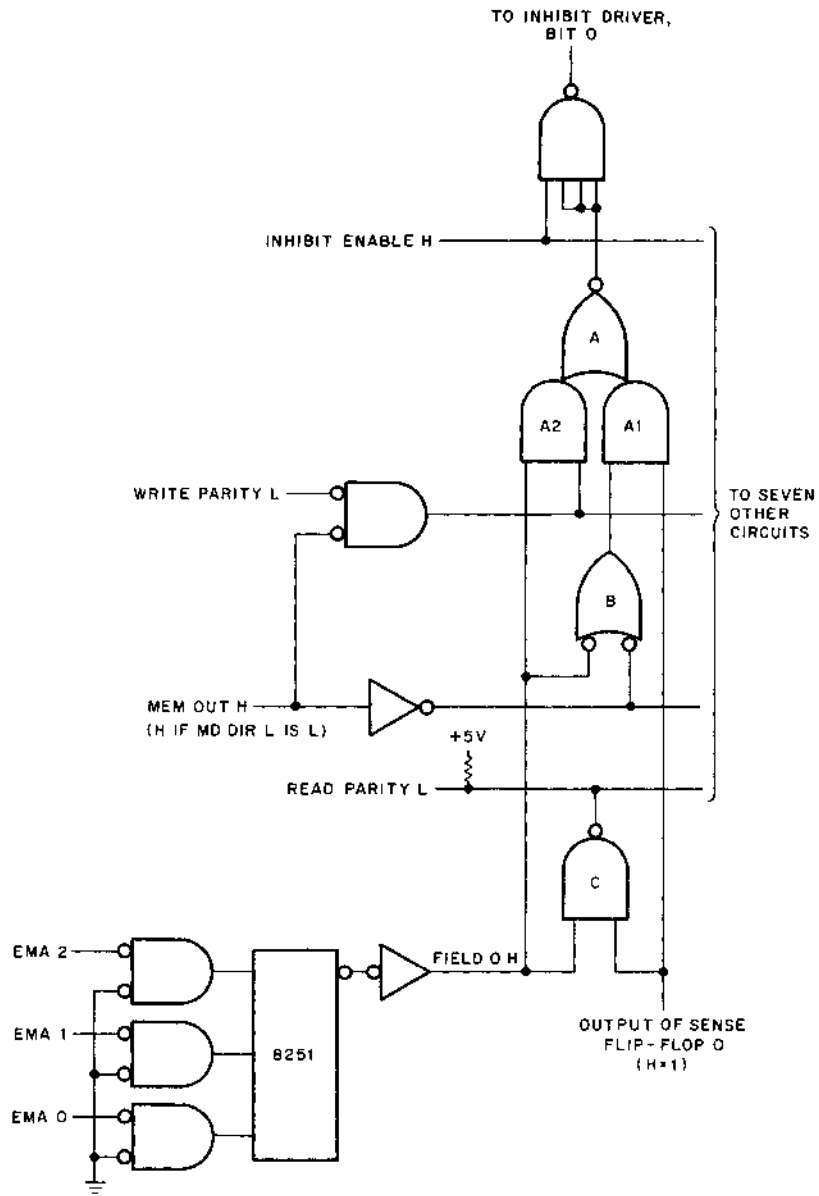 TO INHIBIT DRIVER,
BIT 0
INHIBIT ENABLE H
A
A2
A1
WRITE PARITY L
TO SEVEN
OTHER
CIRCUITS
B
MEM OUT H
(H IF MD DIR L IS L)
+5V
READ PARITY L
C
EMA 2
FIELD 0 H
EMA 1
8251
OUTPUT OF SENSE
FLIP-FLOP 0
(H=1)
EMA 0